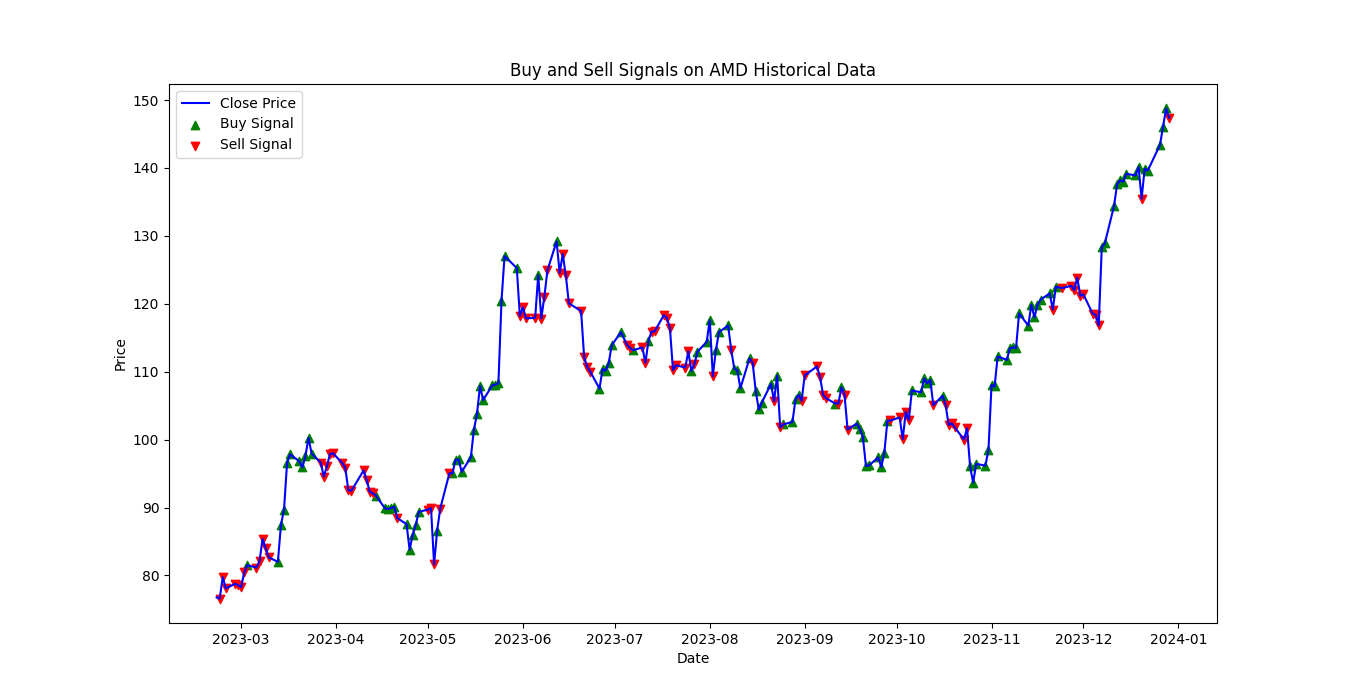 Buy and Sell Signals on AMD Historical Data
Close Price
Buy Signal
Sell Signal
150
140
130
120
110
100
90
80
Price
2023-03 2023-04 2023-05 2023-06 2023-07 2023-08 2023-09 2023-10 2023-11 2023-12 2024-01
Date